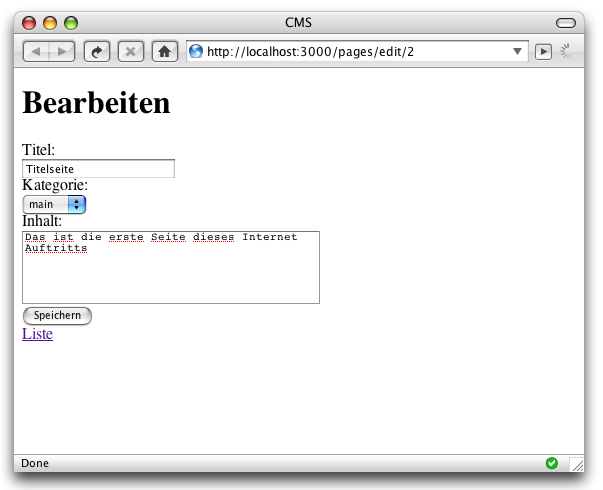 CMS
http://localhost:3000/pages/edit/2
Bearbeiten
Titel:
Titelseite
Kategorie:
main
Inhalt:
Das ist die erste Seite dieses Internet
Auftritts
Speichern
Liste
Done